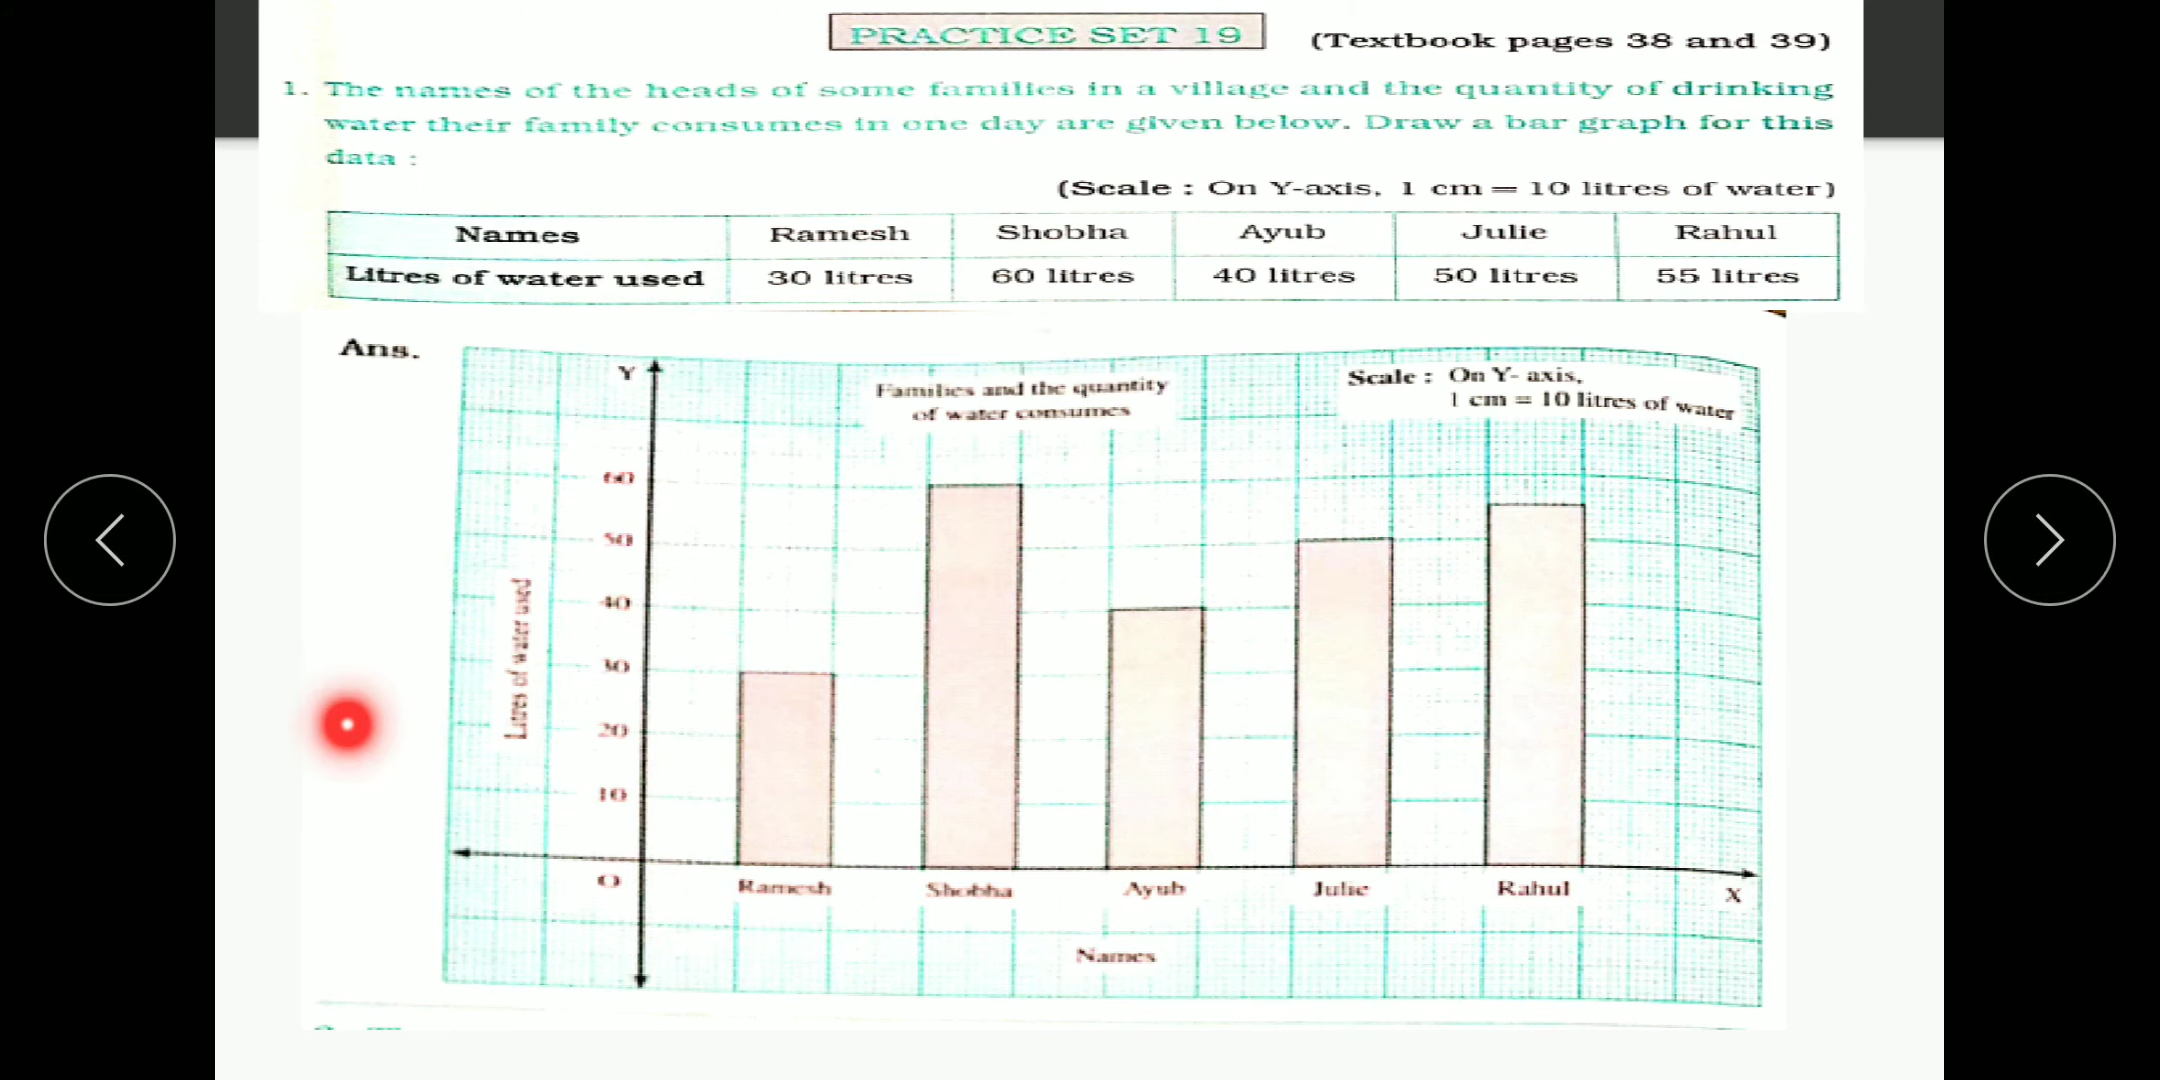 PRACTICE SET 19
(Textbook pages 38 and 39)
1. The names of the heads of some families in a village and the quantity of drinking
water their family consumes in one day are given below. Draw a bar graph for this
data :
(Scale : On Y-axis, 1 cm = 10 litres of water)
Names Ramesh Shobha Ayub Julie Rahul
Litres of water used 30 litres 60 litres 40 litres 50 litres 55 litres
Ans.
Y
Families and the quantity
of water consumes
Scale : On Y- axis,
1 cm = 10 litres of water
60
50
40
30
20
10
Litres of water used
O
Ramesh Shobha Ayub Julie Rahul
X
Names